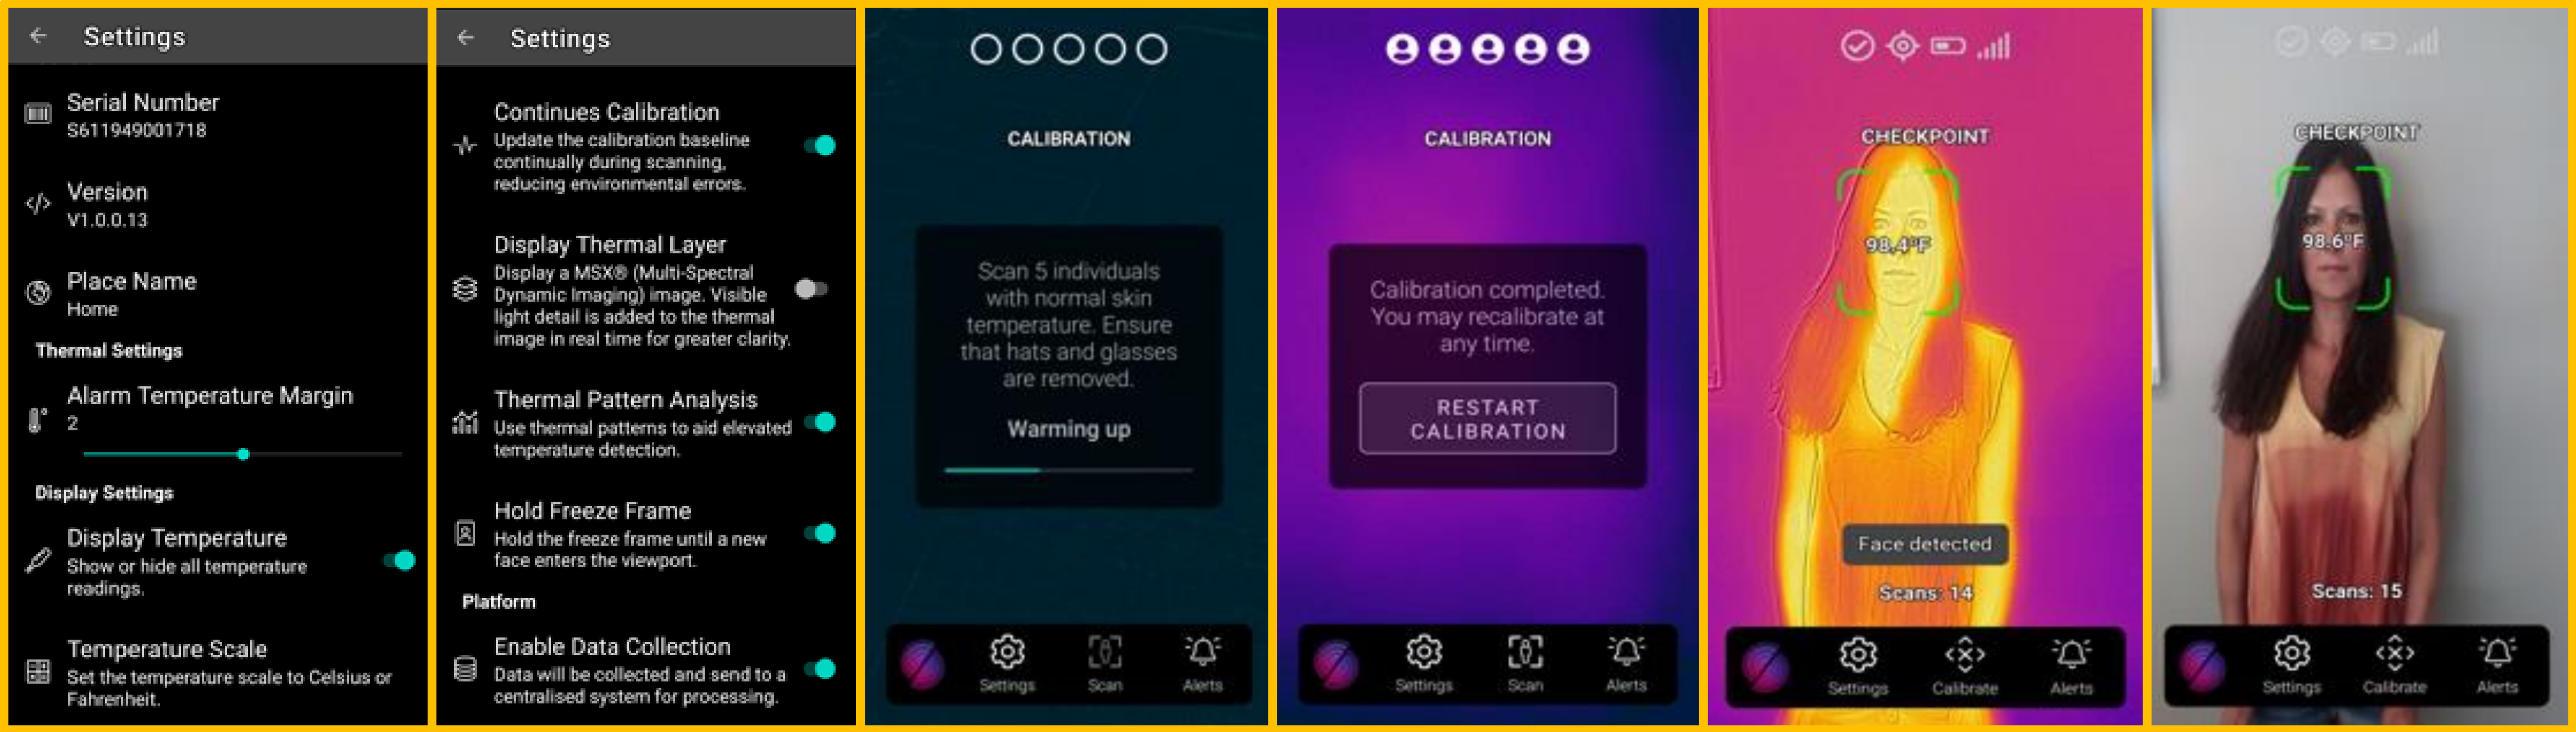 Settings
Serial Number
S611949001718
Version
V1.0.0.13
Place Name
Home
Thermal Settings
Alarm Temperature Margin
2
Display Settings
Display Temperature
Show or hide all temperature
readings.
Temperature Scale
Set the temperature scale to Celsius or
Fahrenheit.
Settings
Continues Calibration
Update the calibration baseline
continually during scanning,
reducing environmental errors.
Display Thermal Layer
Display a MSX® (Multi-Spectral
Dynamic Imaging) image. Visible
light detail is added to the thermal
image in real time for greater clarity.
Thermal Pattern Analysis
Use thermal patterns to aid elevated
temperature detection.
Hold Freeze Frame
Hold the freeze frame until a new
face enters the viewport.
Platform
Enable Data Collection
Data will be collected and send to a
centralised system for processing.
CALIBRATION
Scan 5 individuals
with normal skin
temperature. Ensure
that hats and glasses
are removed.
Warming up
Settings Scan Alerts
CALIBRATION
Calibration completed.
You may recalibrate at
any time.
RESTART
CALIBRATION
Settings Scan Alerts
CHECKPOINT
98.4°F
Face detected
Scans: 14
Settings Calibrate Alerts
CHECKPOINT
98.6°F
Scans: 15
Settings Calibrate Alerts